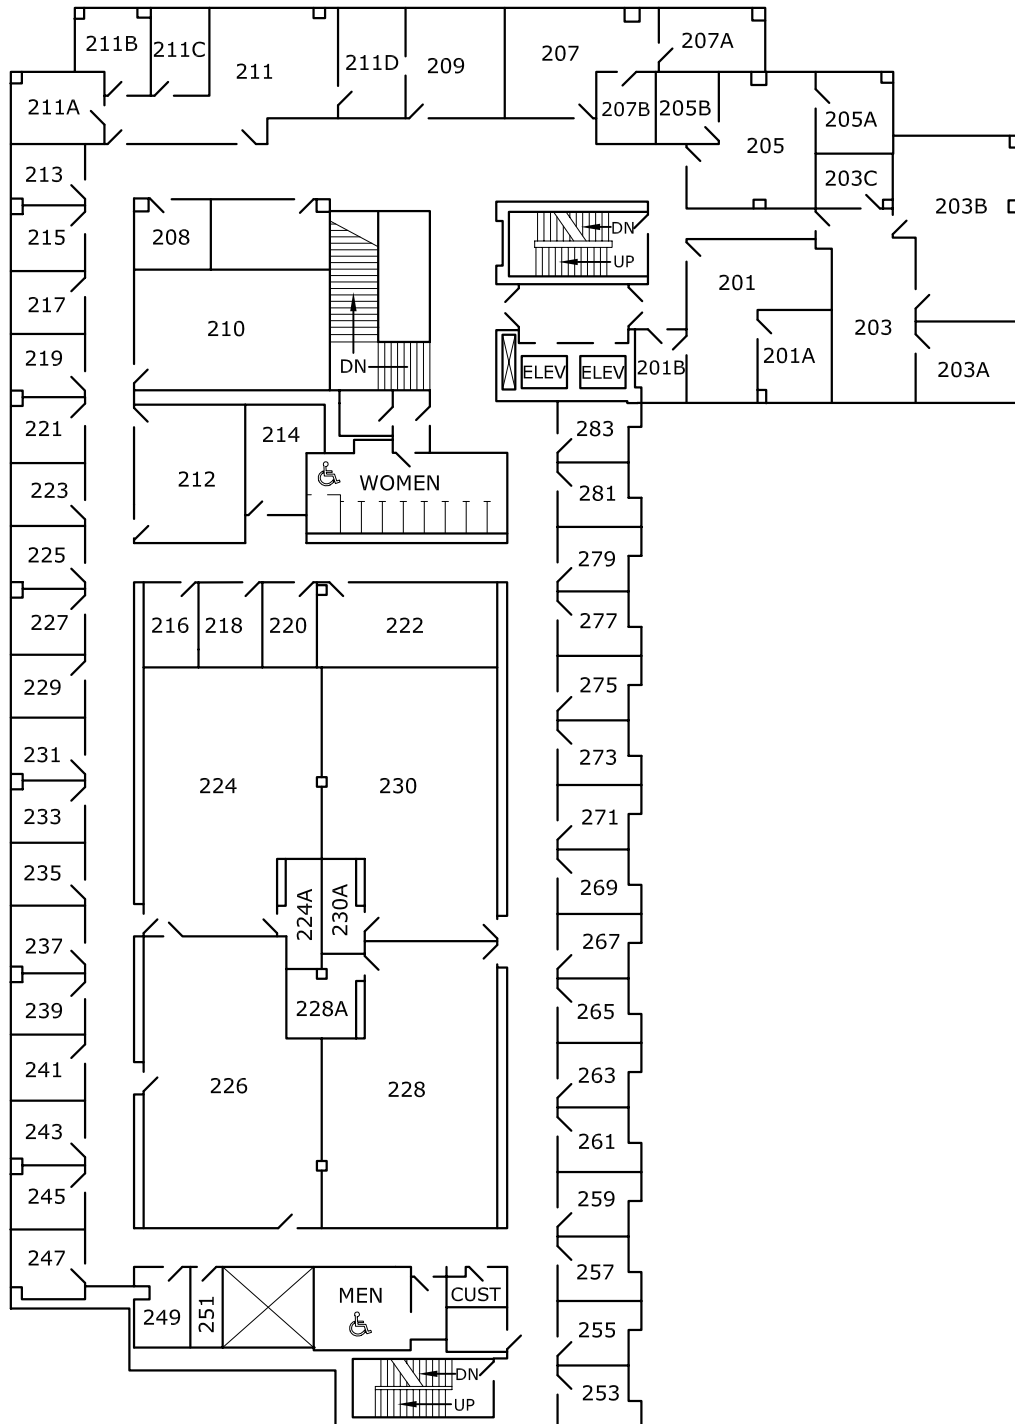 211B
211C
211
211D
209
207
207A
211A
207B
205B
205
205A
213
203C
208
203B
215
DN
UP
201
217
210
203
219
DN
ELEV
ELEV
201B
201A
203A
221
214
283
212
WOMEN
223
281
225
279
227
216
218
220
222
277
229
275
231
224
230
273
233
271
235
224A
230A
269
237
267
239
228A
265
241
226
228
263
243
261
245
259
247
257
249
251
MEN
CUST
255
DN
UP
253